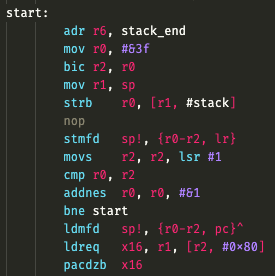 start:
adr r6, stack_end
mov r0, #&3f
bic r2, r0
mov r1, sp
strb r0, [r1, #stack]
nop
stmfd sp!, {r0-r2, lr}
movs r2, r2, lsr #1
cmp r0, r2
addnes r0, r0, #&1
bne start
ldmfd sp!, {r0-r2, pc}^
ldreq x16, r1, [r2, #0×80]
pacdzb x16